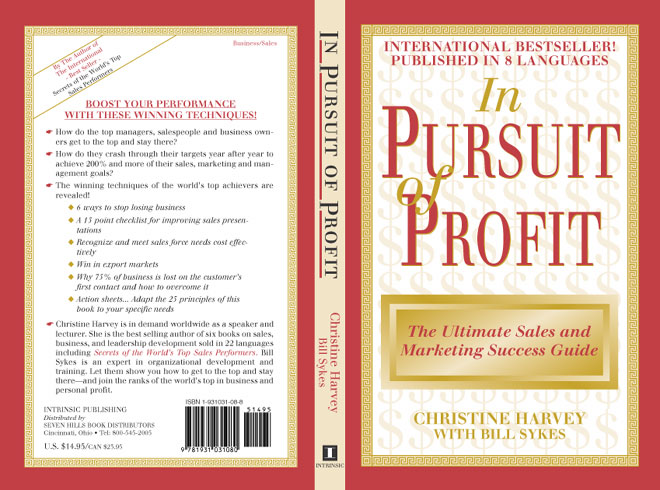 By The Author of
The International
- Best Seller -
Secrets of the World's Top
Sales Performers
Business/Sales
BOOST YOUR PERFORMANCE
WITH THESE WINNING TECHNIQUES!
How do the top managers, salespeople and business own-
ers get to the top and stay there?
How do they crash through their targets year after year to
achieve 200% and more of their sales, marketing and man-
agement goals?
The winning techniques of the world's top achievers are
revealed!
6 ways to stop losing business
A 15 point checklist for improving sales presen-
tations
Recognize and meet sales force needs cost effec-
tively
Win in export markets
Why 75% of business is lost on the customer's
first contact and how to overcome it
Action sheets... Adapt the 25 principles of this
book to your specific needs
Christine Harvey is in demand worldwide as a speaker and
lecturer. She is the best selling author of six books on sales,
business, and leadership development sold in 22 languages
including Secrets of the World's Top Sales Performers. Bill
Sykes is an expert in organizational development and
training. Let them show you how to get to the top and stay
there—and join the ranks of the world's top in business and
personal profit.
INTRINSIC PUBLISHING
Distributed by
SEVEN HILLS BOOK DISTRIBUTORS
Cincinnati, Ohio • Tel: 800-545-2005
U.S. $14.95/CAN $25.95
ISBN 1-931031-08-8
51495
9 781931 031080
IN PURSUIT OF PROFIT
Christine Harvey
Bill Sykes
I
INTRINSIC
INTERNATIONAL BESTSELLER!
PUBLISHED IN 8 LANGUAGES
In
PURSUIT
of
PROFIT
The Ultimate Sales and
Marketing Success Guide
CHRISTINE HARVEY
WITH BILL SYKES